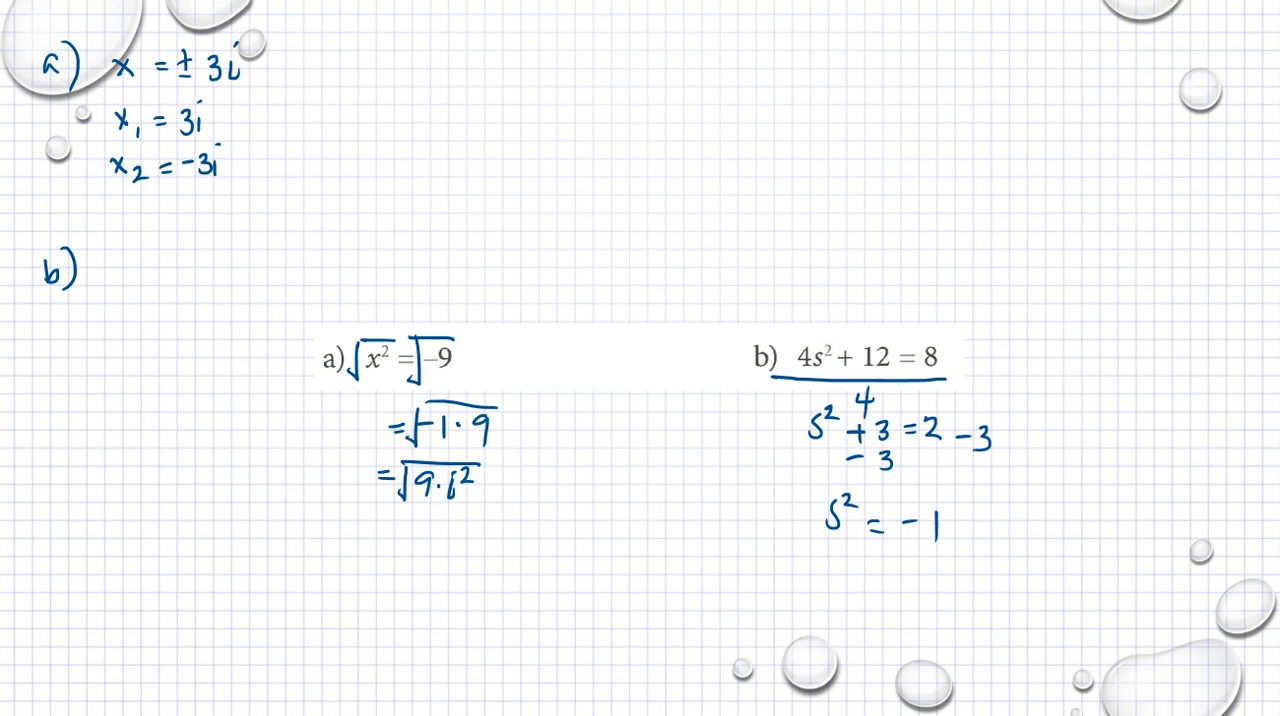 a) x = ± 3i
x₁ = 3i
x₂ = -3i
b)
a) √x² = √–9
= √-1 · 9
= √9 · i²
b) 4s² + 12 = 8
4
s² + 3 = 2 - 3
- 3
s² = - 1